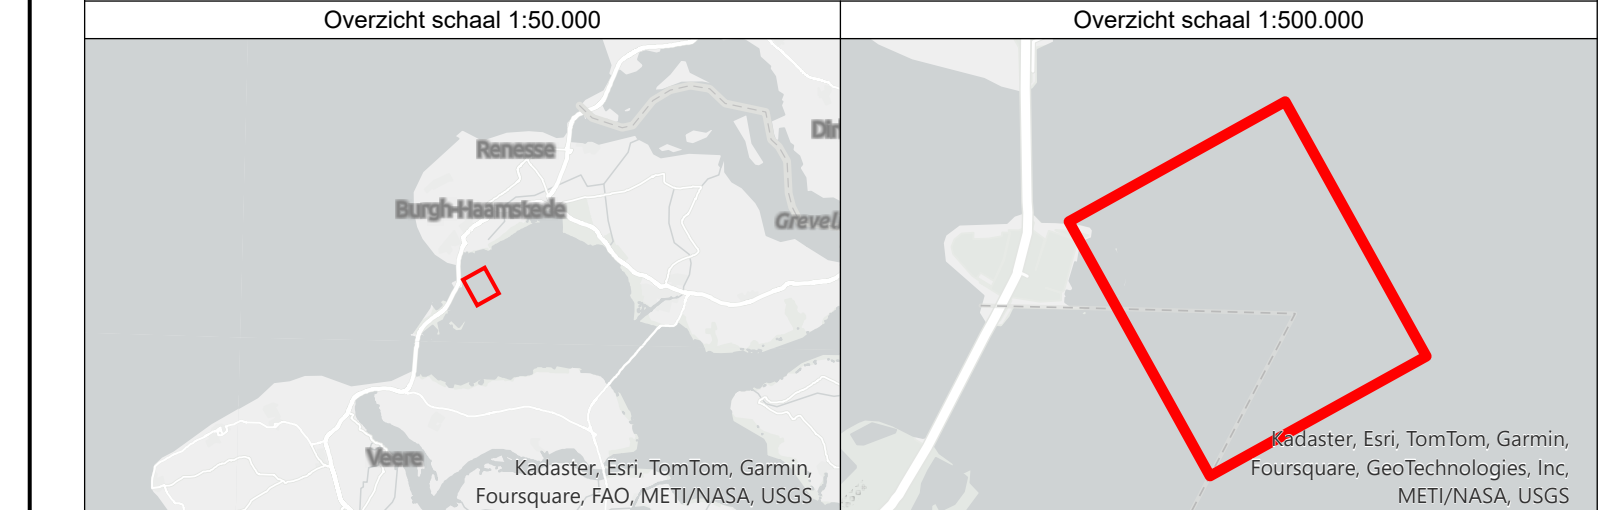 Overzicht schaal 1:50.000
Overzicht schaal 1:500.000
Renesse
Burgh-Haamstede
Veere
Kadaster, Esri, TomTom, Garmin,
Foursquare, FAO, METI/NASA, USGS
Kadaster, Esri, TomTom, Garmin,
Foursquare, GeoTechnologies, Inc,
METI/NASA, USGS